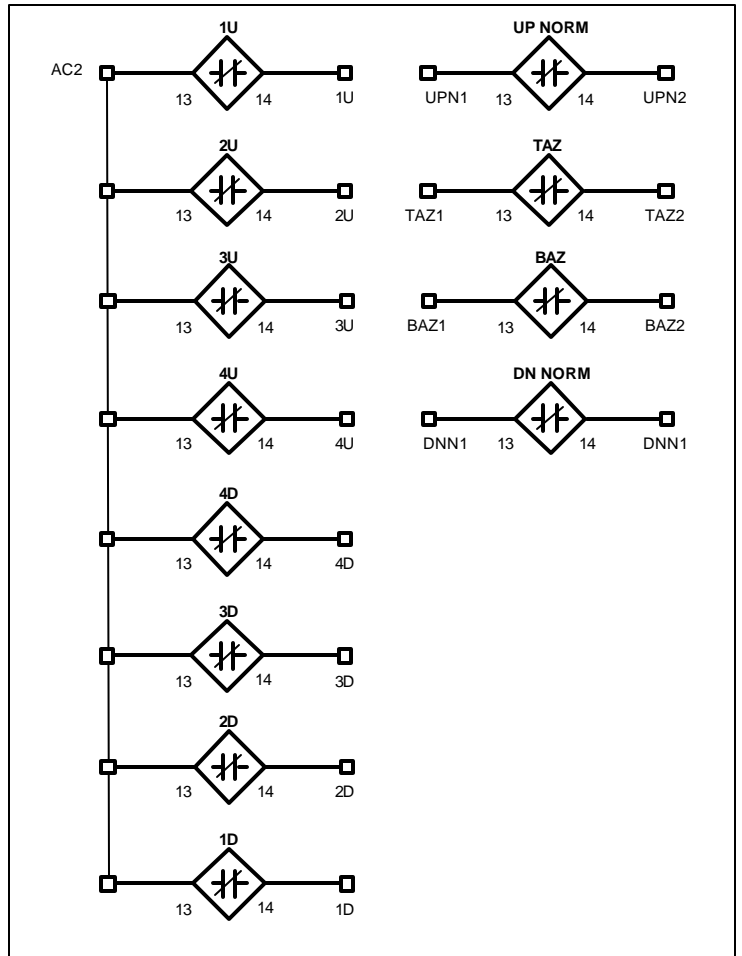 1U
AC2
13 14 1U
2U
13 14 2U
3U
13 14 3U
4U
13 14 4U
4D
13 14 4D
3D
13 14 3D
2D
13 14 2D
1D
13 14 1D
UP NORM
UPN1 13 14 UPN2
TAZ
TAZ1 13 14 TAZ2
BAZ
BAZ1 13 14 BAZ2
DN NORM
DNN1 13 14 DNN1